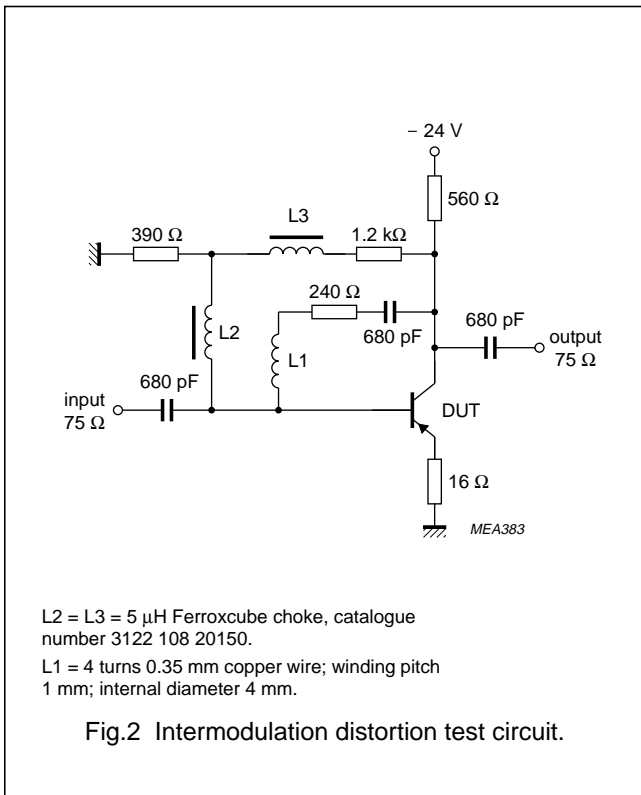 − 24 V
560 Ω
L3
390 Ω
1.2 kΩ
240 Ω
680 pF
L2
L1
680 pF
output
75 Ω
680 pF
input
75 Ω
DUT
16 Ω
MEA383
L2 = L3 = 5 μH Ferroxcube choke, catalogue
number 3122 108 20150.
L1 = 4 turns 0.35 mm copper wire; winding pitch
1 mm; internal diameter 4 mm.
Fig.2 Intermodulation distortion test circuit.